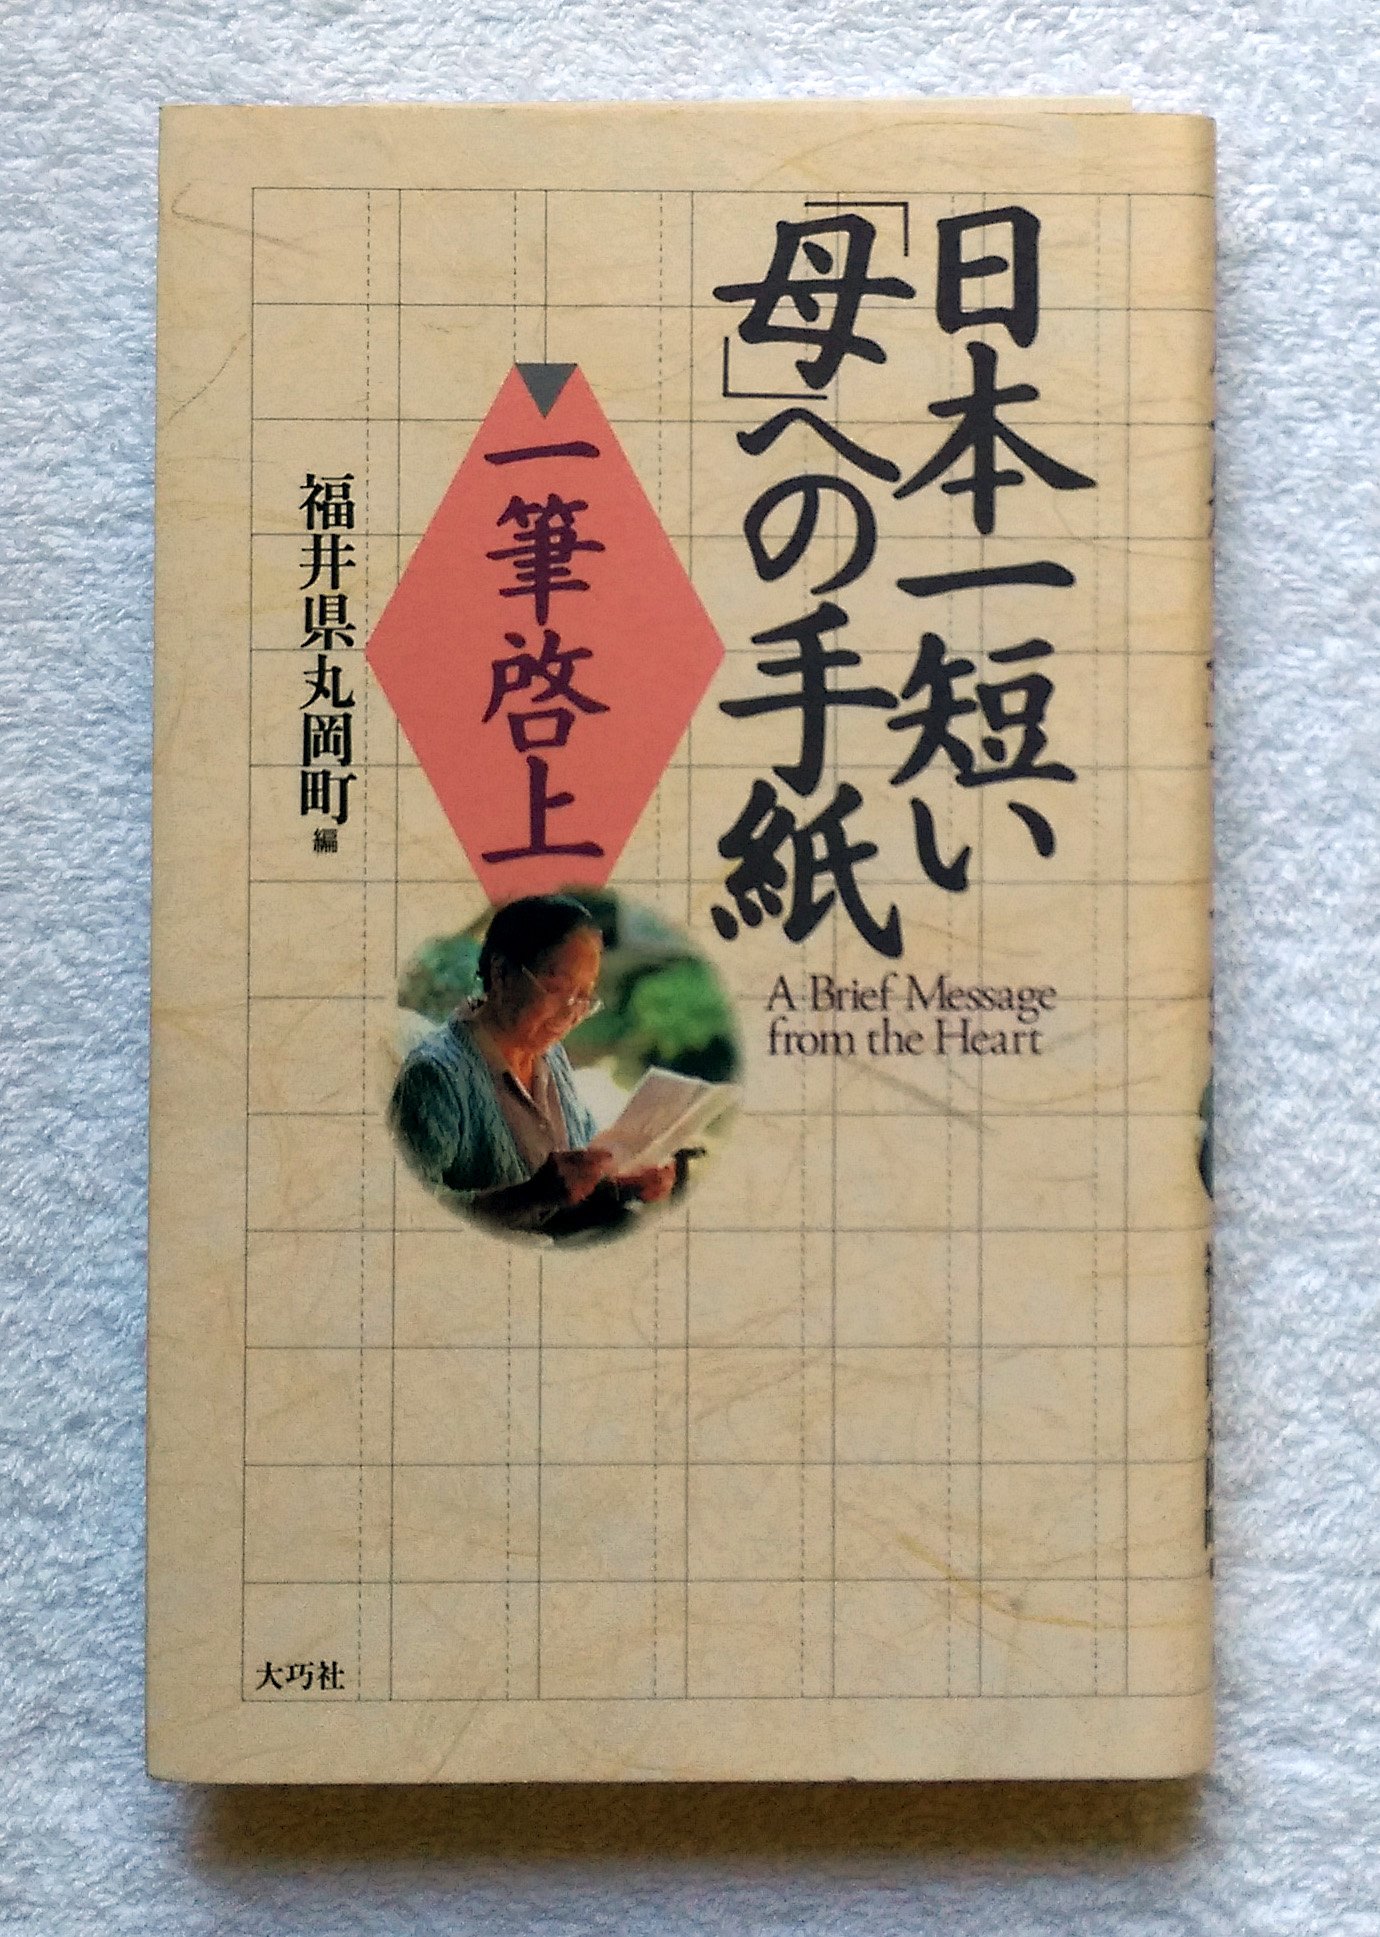 日本一短い
「母」への手紙
A Brief Message
from the Heart
一筆啓上
福井県丸岡町編
大巧社